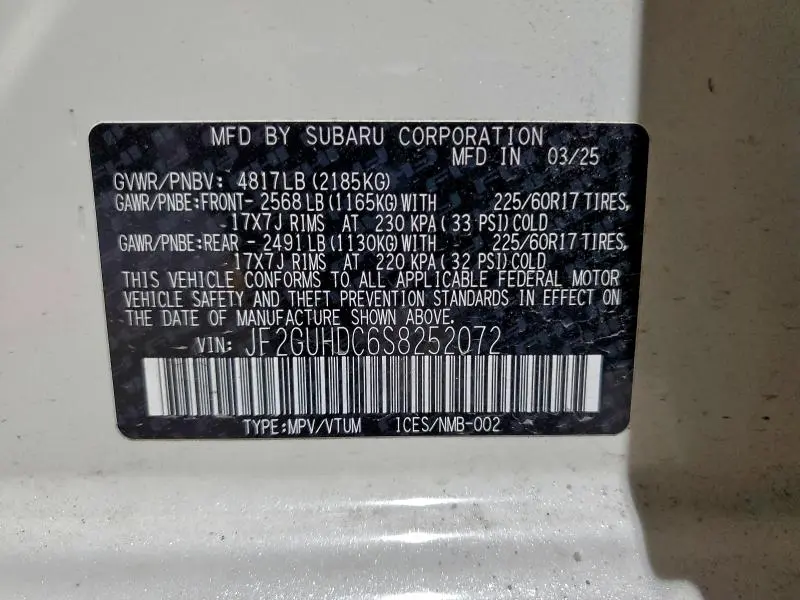 MFD BY SUBARU CORPORATION
MFD IN 03/25
GVWR/PNBV: 4817LB (2185KG)
GAWR/PNBE:FRONT- 2568 LB (1165KG) WITH 225/60R17 TIRES,
17X7J RIMS AT 230 KPA( 33 PSI) COLD
GAWR/PNBE:REAR - 2491 LB (1130KG) WITH 225/60R17 TIRES,
17X7J RIMS AT 220 KPA( 32 PSI) COLD
THIS VEHICLE CONFORMS TO ALL APPLICABLE FEDERAL MOTOR
VEHICLE SAFETY AND THEFT PREVENTION STANDARDS IN EFFECT ON
THE DATE OF MANUFACTURE SHOWN ABOVE.
VIN: JF2GUHDC6S8252072
TYPE:MPV/VTUM ICES/NMB-002